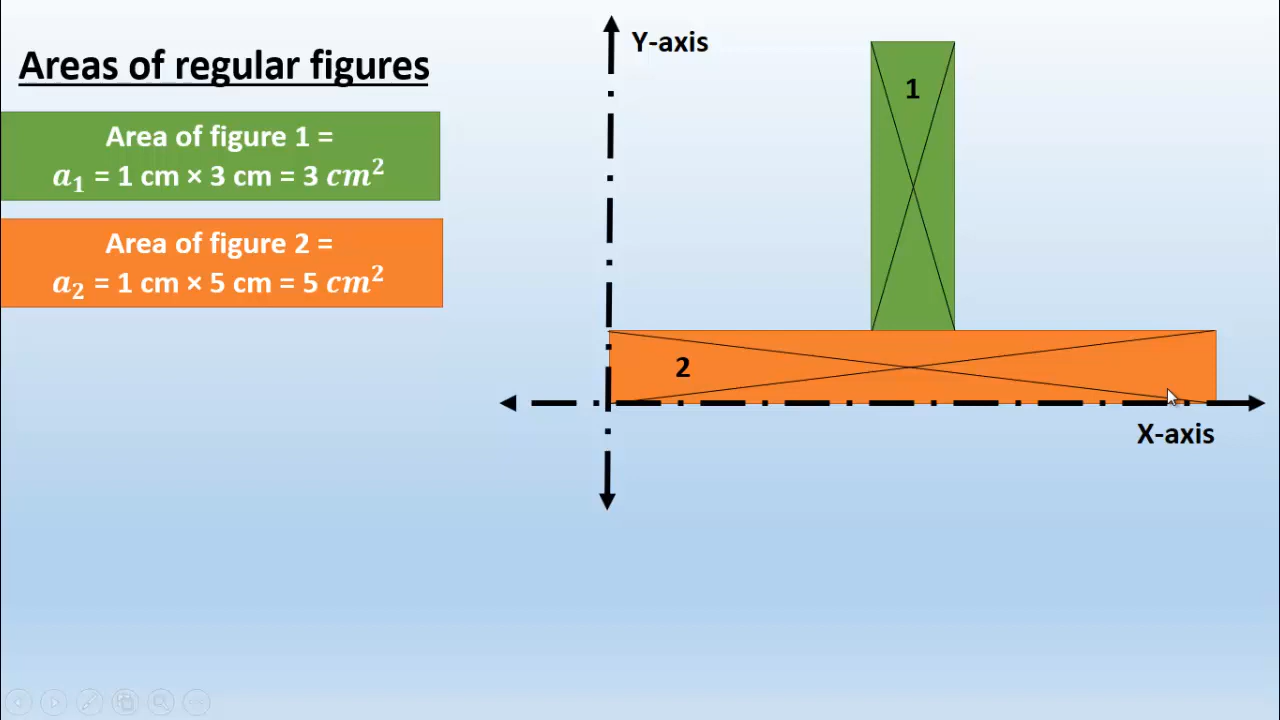 Areas of regular figures
Area of figure 1 =
a₁ = 1 cm × 3 cm = 3 cm²
Area of figure 2 =
a₂ = 1 cm × 5 cm = 5 cm²
Y-axis
1
2
X-axis